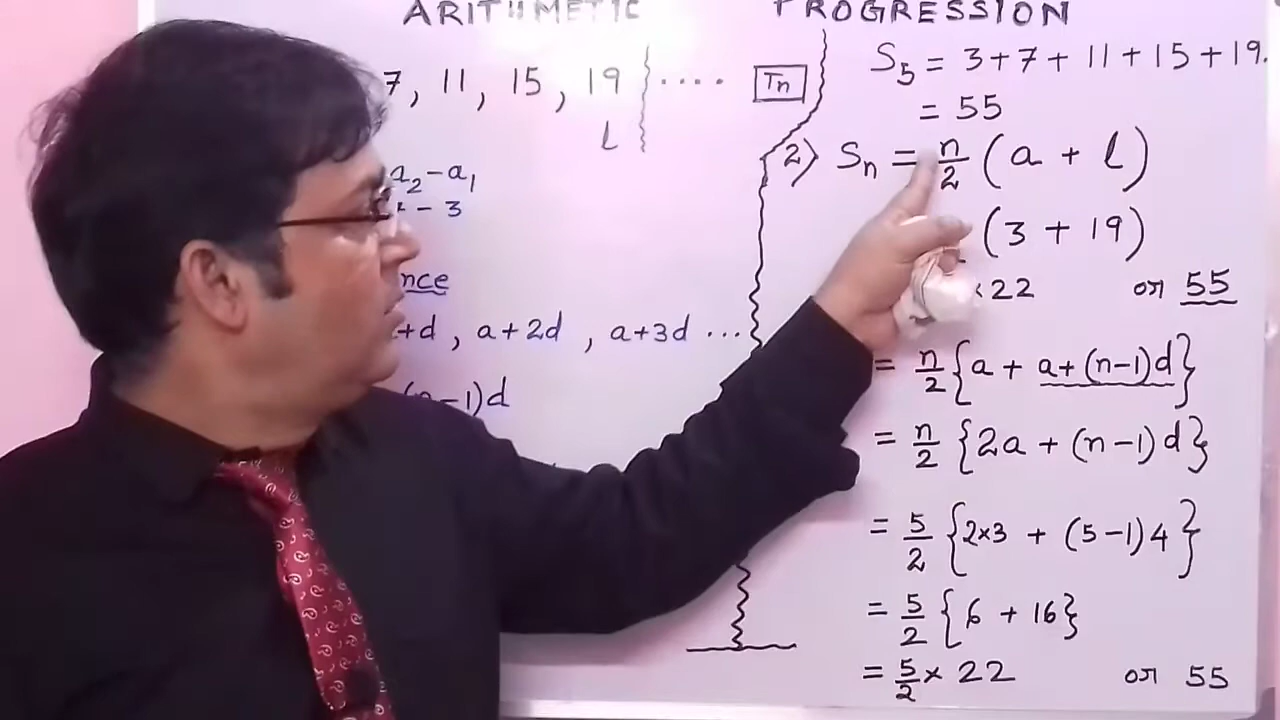 ARITHMETIC PROGRESSION
7, 11, 15, 19 .... Tn
l
a₂-a₁
- 3
nce
+d, a+2d, a+3d ...
(n-1)d
S₅ = 3+7+11+15+19.
= 55
2) Sₙ = n/2 (a + l)
(3 + 19)
×22 or 55
= n/2 {a + a+(n-1)d}
= n/2 {2a + (n-1)d}
= 5/2 {2×3 + (5-1)4}
= 5/2 {6 + 16}
= 5/2 × 22 or 55